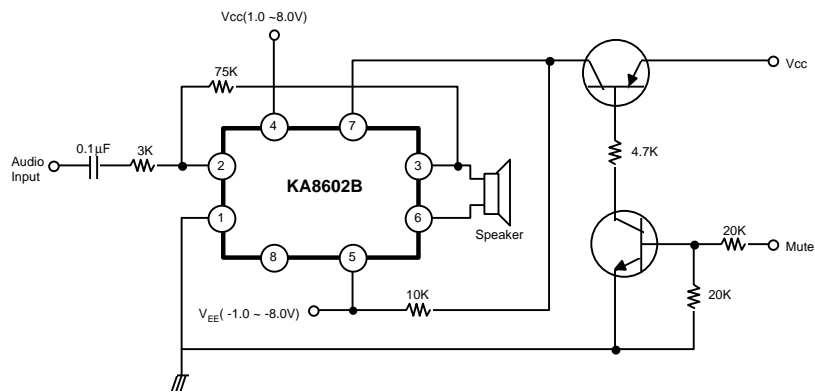 Vcc(1.0 ~8.0V)
75K
Vcc
4
7
0.1µF
3K
4.7K
Audio
Input
2
3
KA8602B
1
6
Speaker
20K
Mute
8
5
10K
20K
VEE( -1.0 ~ -8.0V)